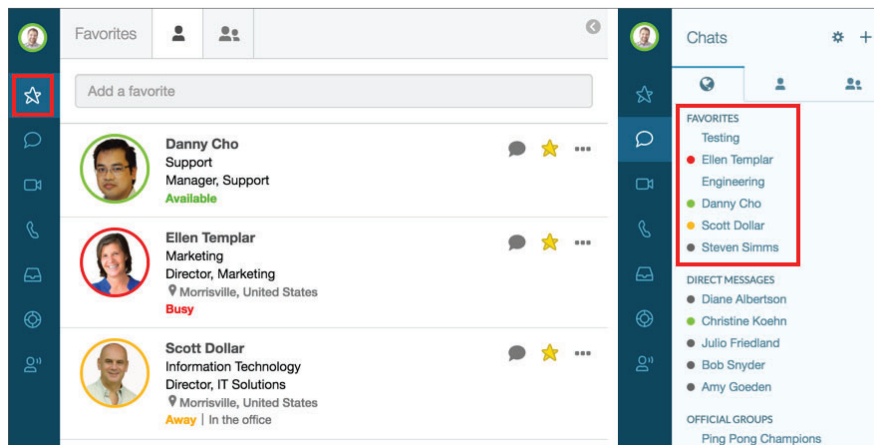 Favorites
Add a favorite
Danny Cho
Support
Manager, Support
Available
Ellen Templar
Marketing
Director, Marketing
Morrisville, United States
Busy
Scott Dollar
Information Technology
Director, IT Solutions
Morrisville, United States
Away | In the office
Chats
FAVORITES
Testing
Ellen Templar
Engineering
Danny Cho
Scott Dollar
Steven Simms
DIRECT MESSAGES
Diane Albertson
Christine Koehn
Julio Friedland
Bob Snyder
Amy Goeden
OFFICIAL GROUPS
Ping Pong Champions